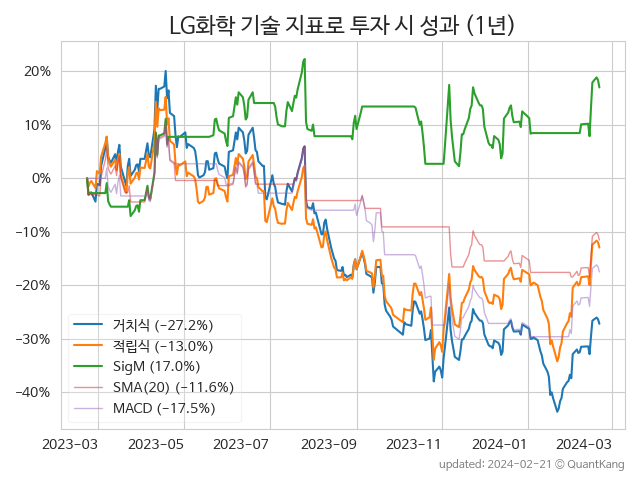 LG화학 기술 지표로 투자 시 성과 (1년)
20%
10%
0%
−10%
−20%
−30%
−40%
거치식 (−27.2%)
적립식 (−13.0%)
SigM (17.0%)
SMA(20) (−11.6%)
MACD (−17.5%)
2023-03 2023-05 2023-07 2023-09 2023-11 2024-01 2024-03
updated: 2024-02-21 © QuantKang